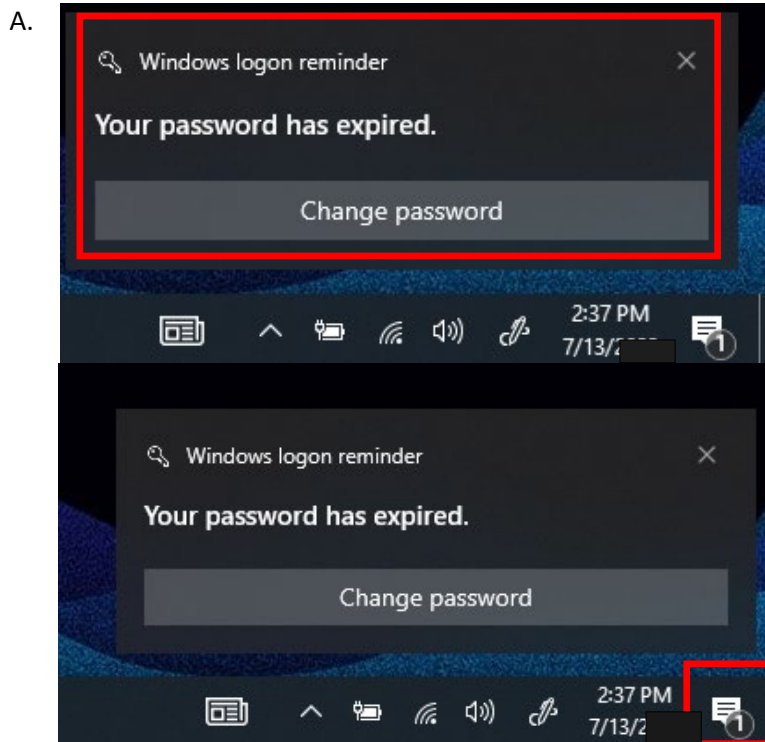 A.
Windows logon reminder
Your password has expired.
Change password
2:37 PM
7/13/2
1
Windows logon reminder
Your password has expired.
Change password
2:37 PM
7/13/2
1